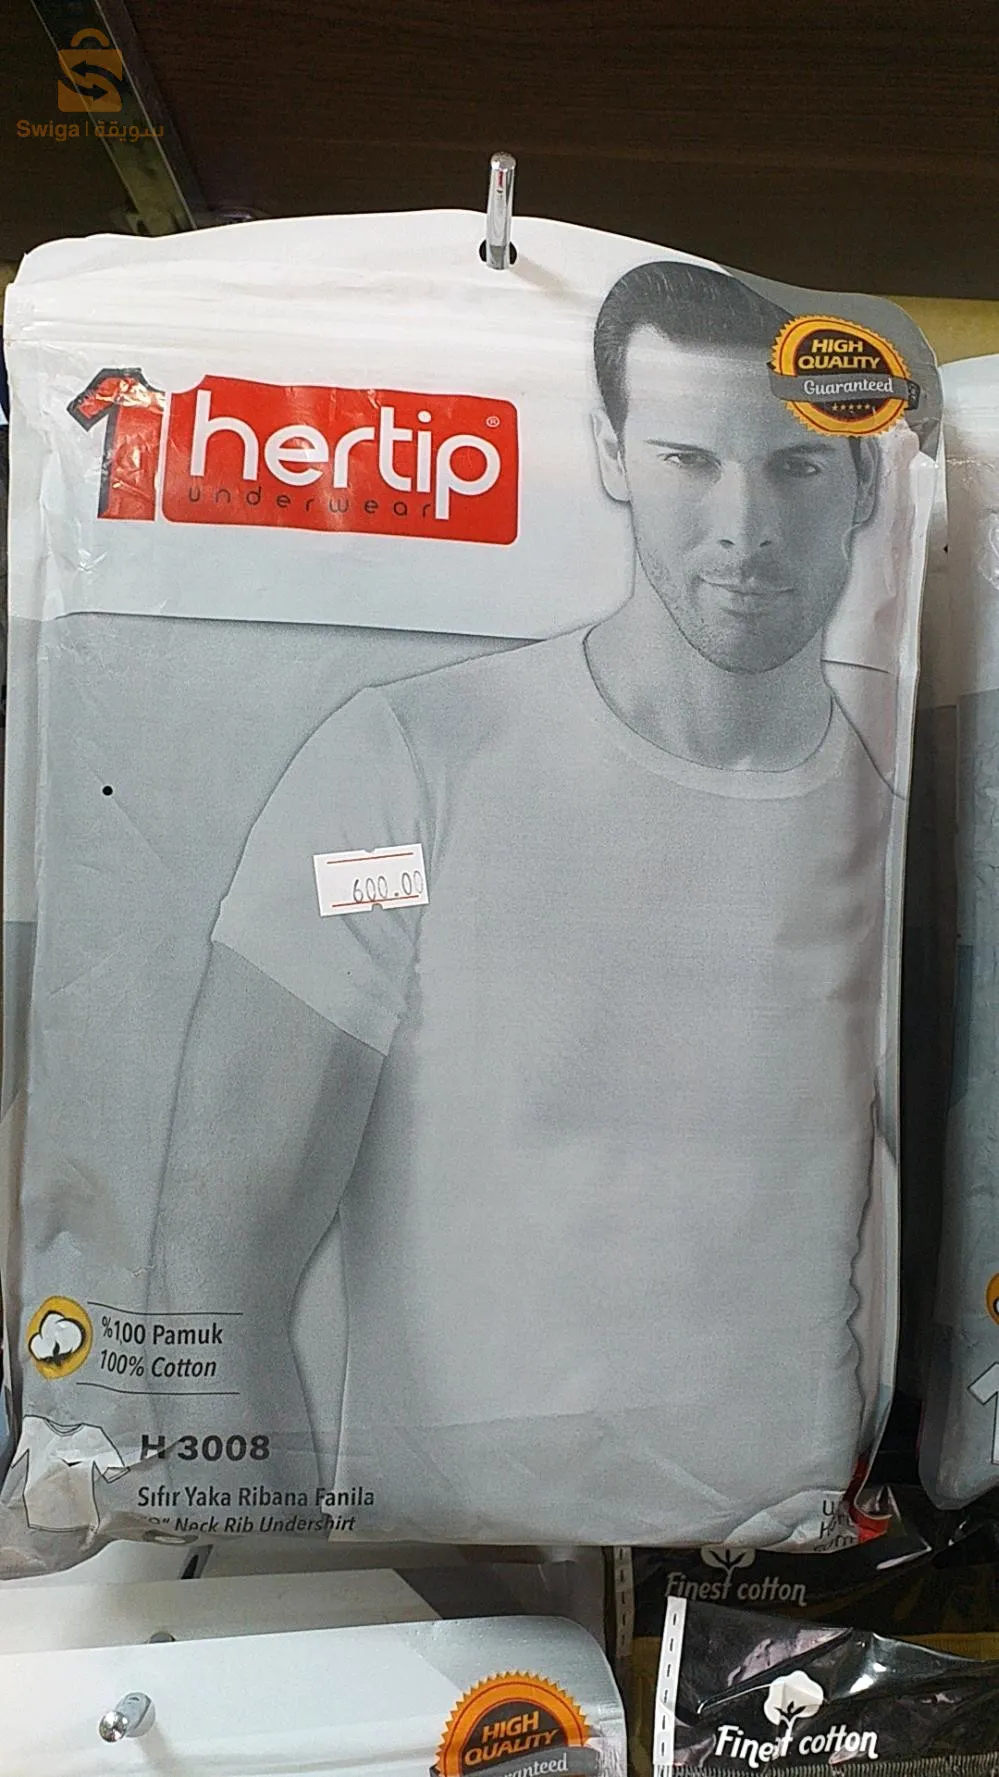 Swiga | سويقة
HIGH
QUALITY
Guaranteed
1 hertip ®
underwear
600.00
%100 Pamuk
100% Cotton
H 3008
Sıfır Yaka Ribana Fanila
Neck Rib Undershirt
Finest cotton
HIGH
QUALITY
Finest cotton